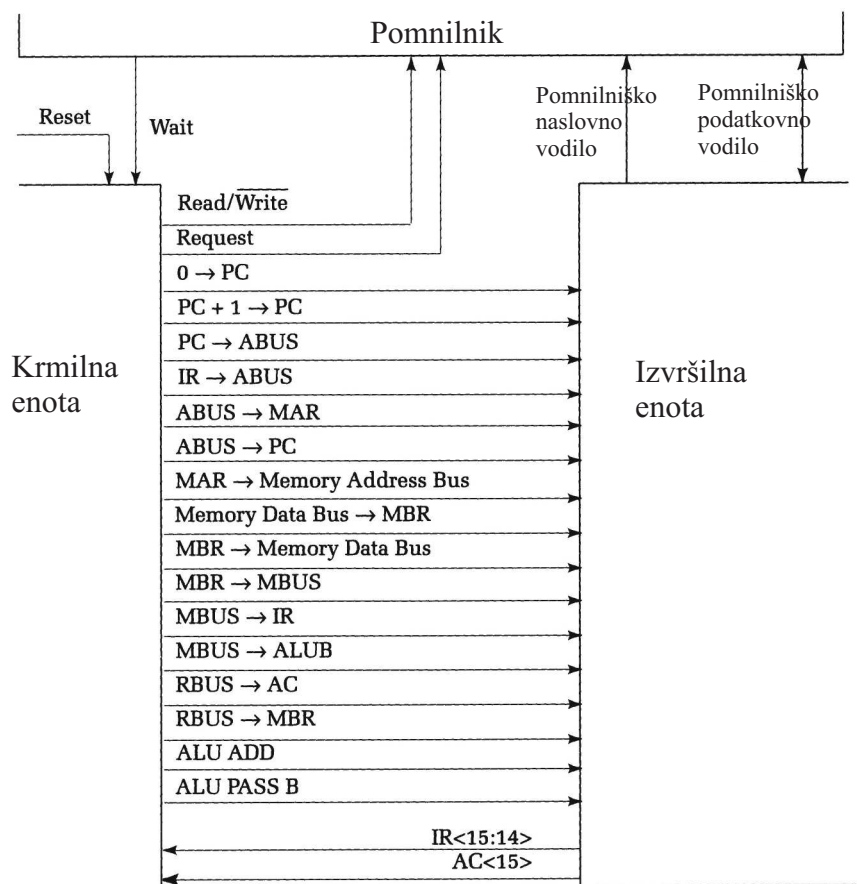 Pomnilnik
Reset
Wait
Pomnilniško
naslovno
vodilo
Pomnilniško
podatkovno
vodilo
Read/W̅r̅i̅t̅e̅
Request
0 → PC
PC + 1 → PC
PC → ABUS
IR → ABUS
ABUS → MAR
ABUS → PC
MAR → Memory Address Bus
Memory Data Bus → MBR
MBR → Memory Data Bus
MBR → MBUS
MBUS → IR
MBUS → ALUB
RBUS → AC
RBUS → MBR
ALU ADD
ALU PASS B
IR<15:14>
AC<15>
Krmilna
enota
Izvršilna
enota